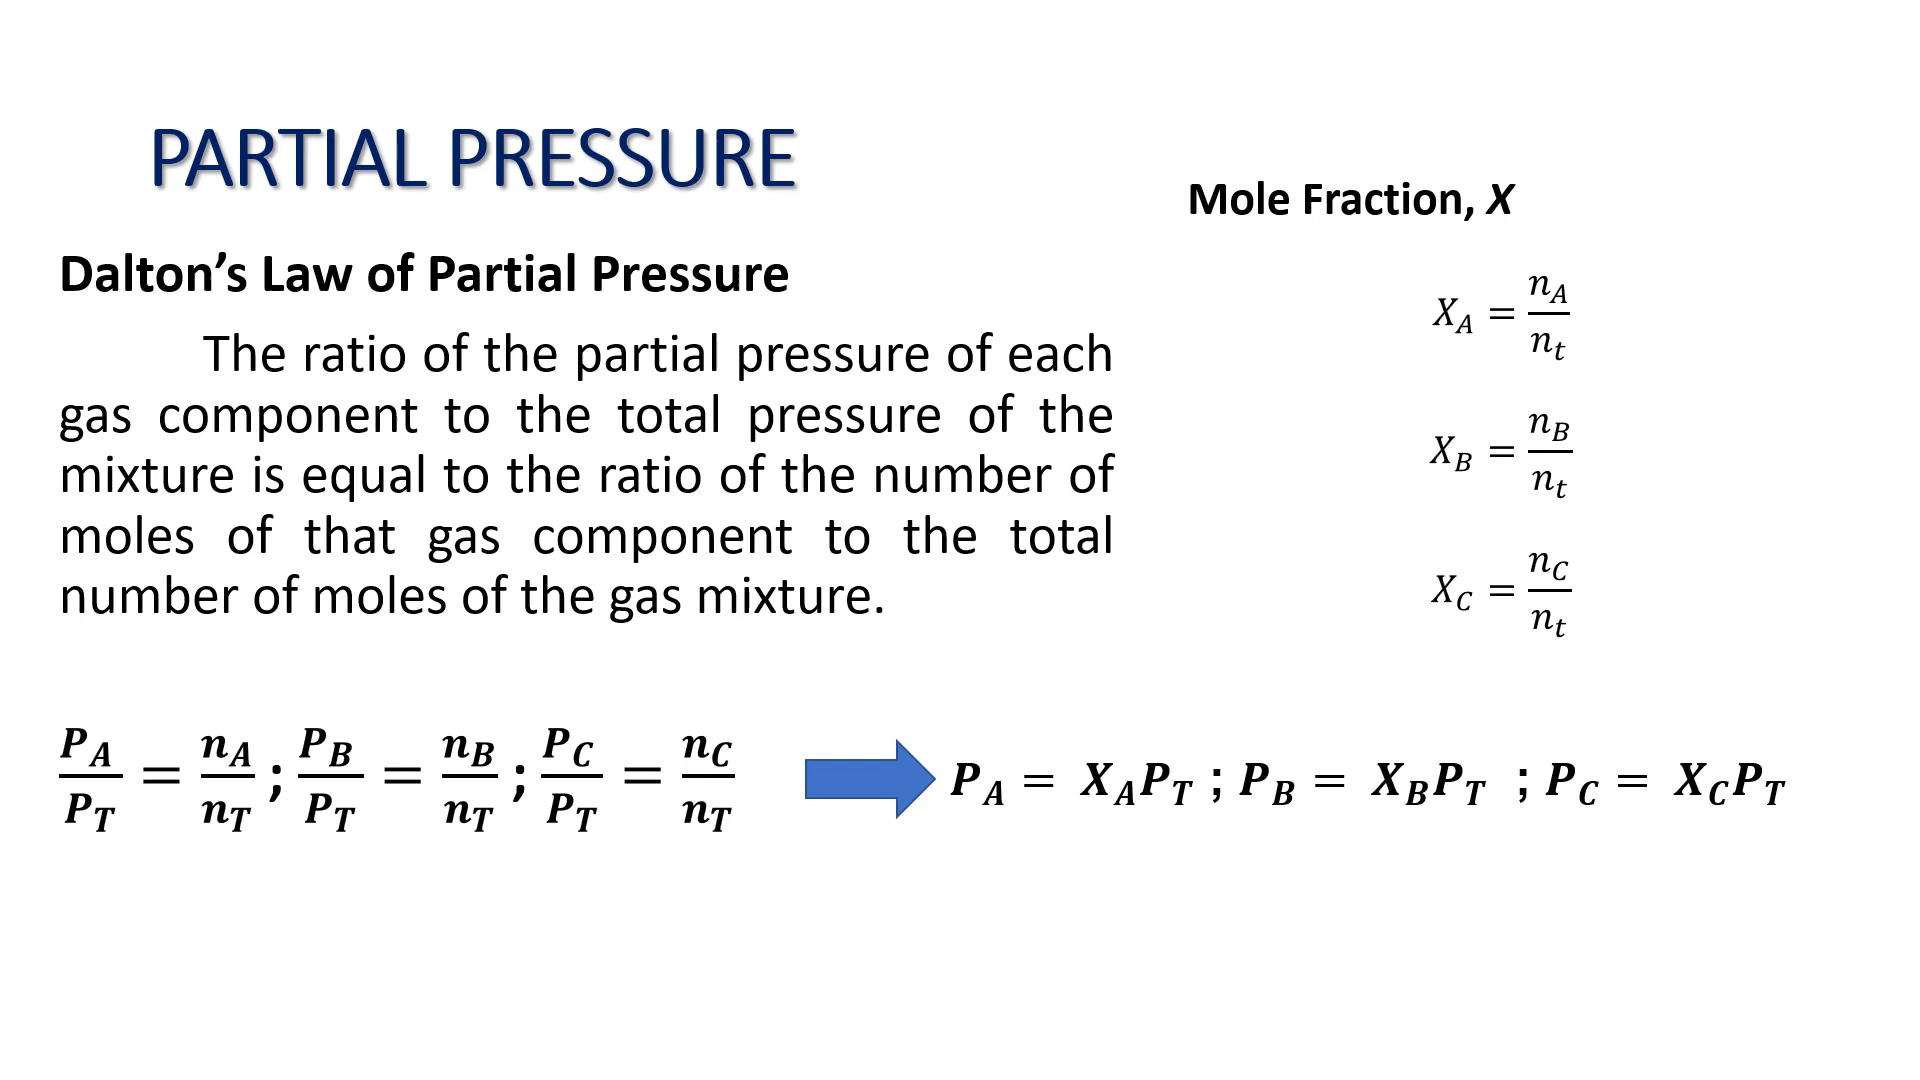 PARTIAL PRESSURE
Dalton’s Law of Partial Pressure
The ratio of the partial pressure of each
gas component to the total pressure of the
mixture is equal to the ratio of the number of
moles of that gas component to the total
number of moles of the gas mixture.
Mole Fraction, X
X_A = n_A/n_t
X_B = n_B/n_t
X_C = n_C/n_t
P_A/P_T = n_A/n_T ; P_B/P_T = n_B/n_T ; P_C/P_T = n_C/n_T
P_A = X_A P_T ; P_B = X_B P_T ; P_C = X_C P_T